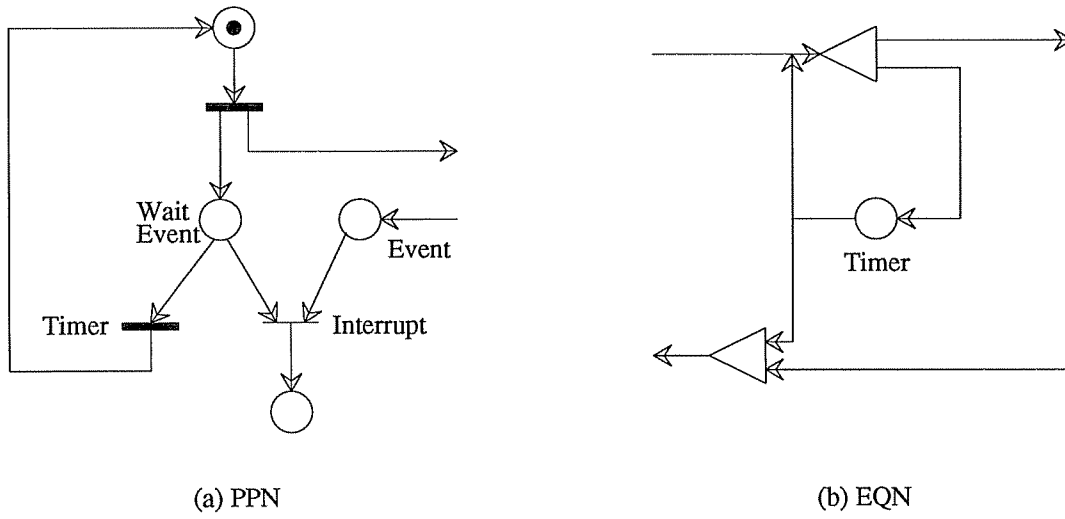 Wait
Event
Event
Timer
Interrupt
Timer
(a) PPN
(b) EQN